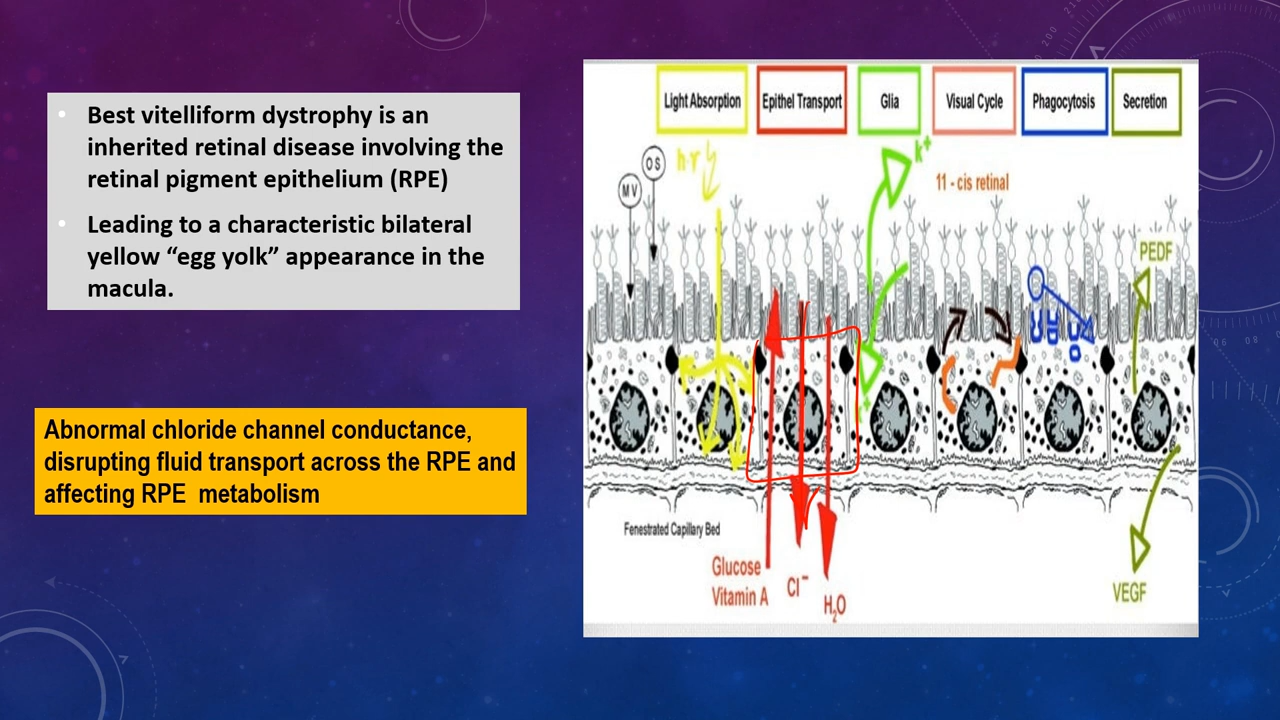 Best vitelliform dystrophy is an
inherited retinal disease involving the
retinal pigment epithelium (RPE)
Leading to a characteristic bilateral
yellow “egg yolk” appearance in the
macula.
Abnormal chloride channel conductance,
disrupting fluid transport across the RPE and
affecting RPE metabolism
Light Absorption
Epithel Transport
Glia
Visual Cycle
Phagocytosis
Secretion
MV
OS
h·r
K+
11 - cis retinal
PEDF
Fenestrated Capillary Bed
Glucose
Vitamin A
Cl⁻
H₂O
VEGF
200